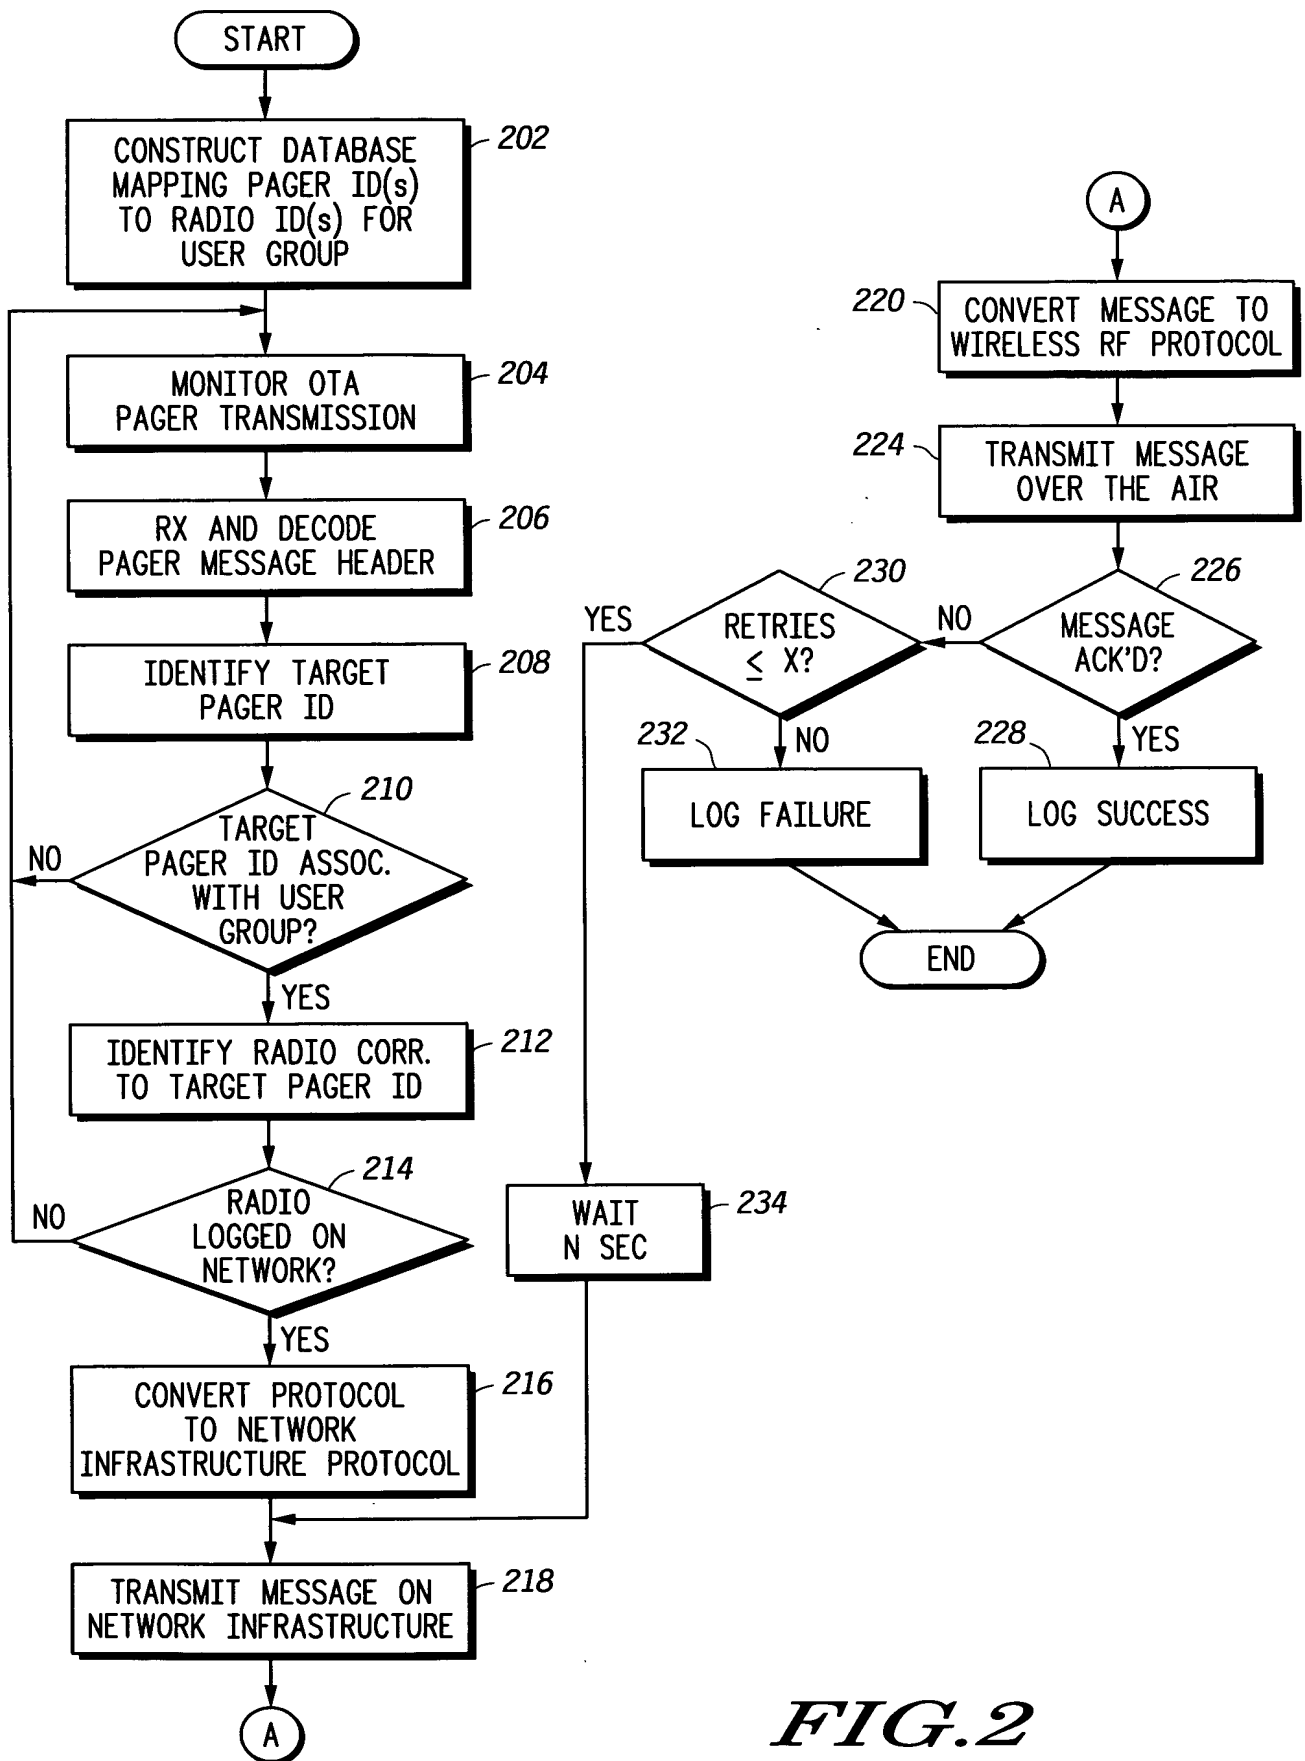 START
CONSTRUCT DATABASE
MAPPING PAGER ID(s)
TO RADIO ID(s) FOR
USER GROUP
202
MONITOR OTA
PAGER TRANSMISSION
204
RX AND DECODE
PAGER MESSAGE HEADER
206
IDENTIFY TARGET
PAGER ID
208
TARGET
PAGER ID ASSOC.
WITH USER
GROUP?
210
NO
YES
IDENTIFY RADIO CORR.
TO TARGET PAGER ID
212
RADIO
LOGGED ON
NETWORK?
214
NO
YES
CONVERT PROTOCOL
TO NETWORK
INFRASTRUCTURE PROTOCOL
216
TRANSMIT MESSAGE ON
NETWORK INFRASTRUCTURE
218
A
A
220
CONVERT MESSAGE TO
WIRELESS RF PROTOCOL
224
TRANSMIT MESSAGE
OVER THE AIR
226
MESSAGE
ACK'D?
NO
YES
230
RETRIES
≤ X?
YES
NO
232
LOG FAILURE
228
LOG SUCCESS
END
WAIT
N SEC
234
FIG.2